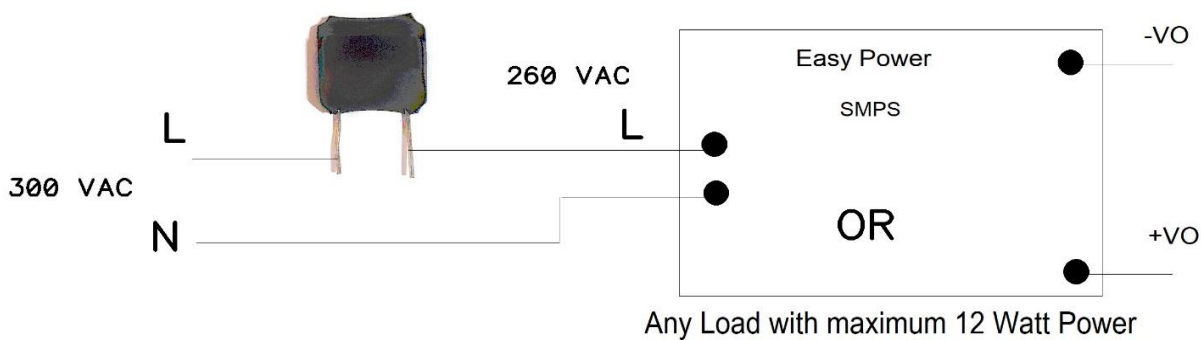 -VO
Easy Power
260 VAC
SMPS
L
L
300 VAC
N
OR
+VO
Any Load with maximum 12 Watt Power